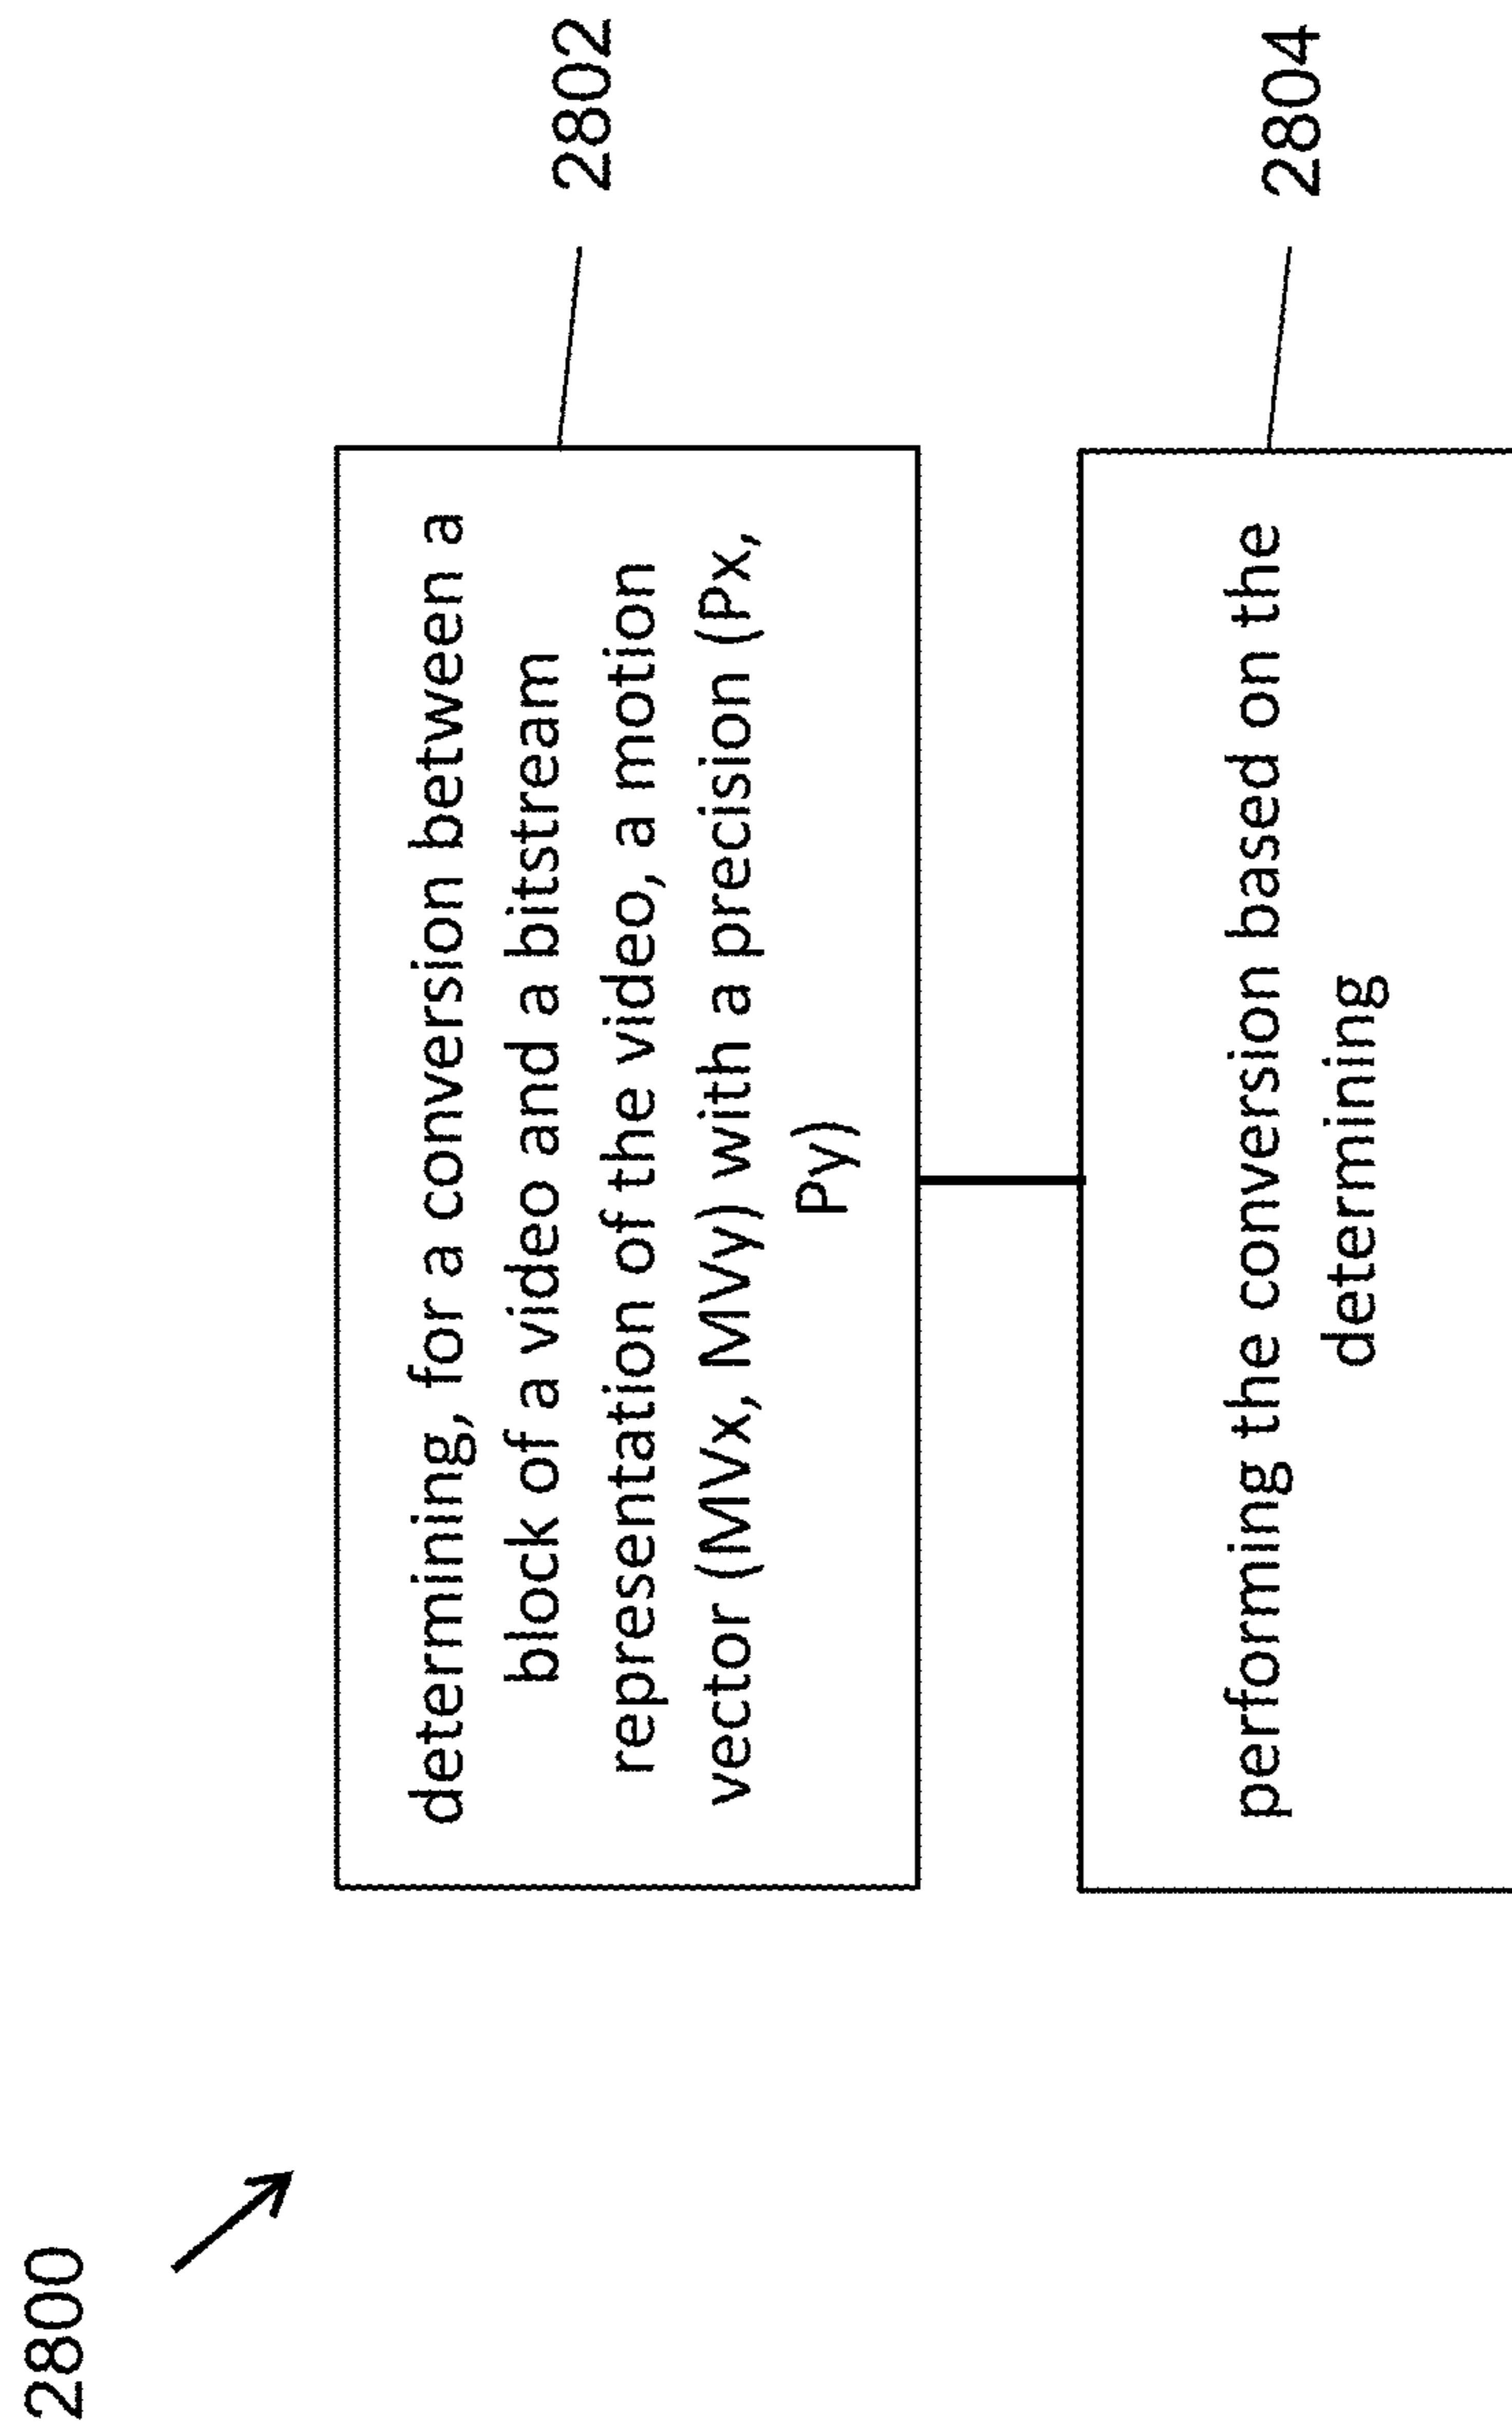 2800
determining, for a conversion between a
block of a video and a bitstream
representation of the video, a motion
vector (MVx, MVy) with a precision (Px,
Py)
2802
performing the conversion based on the
determining
2804